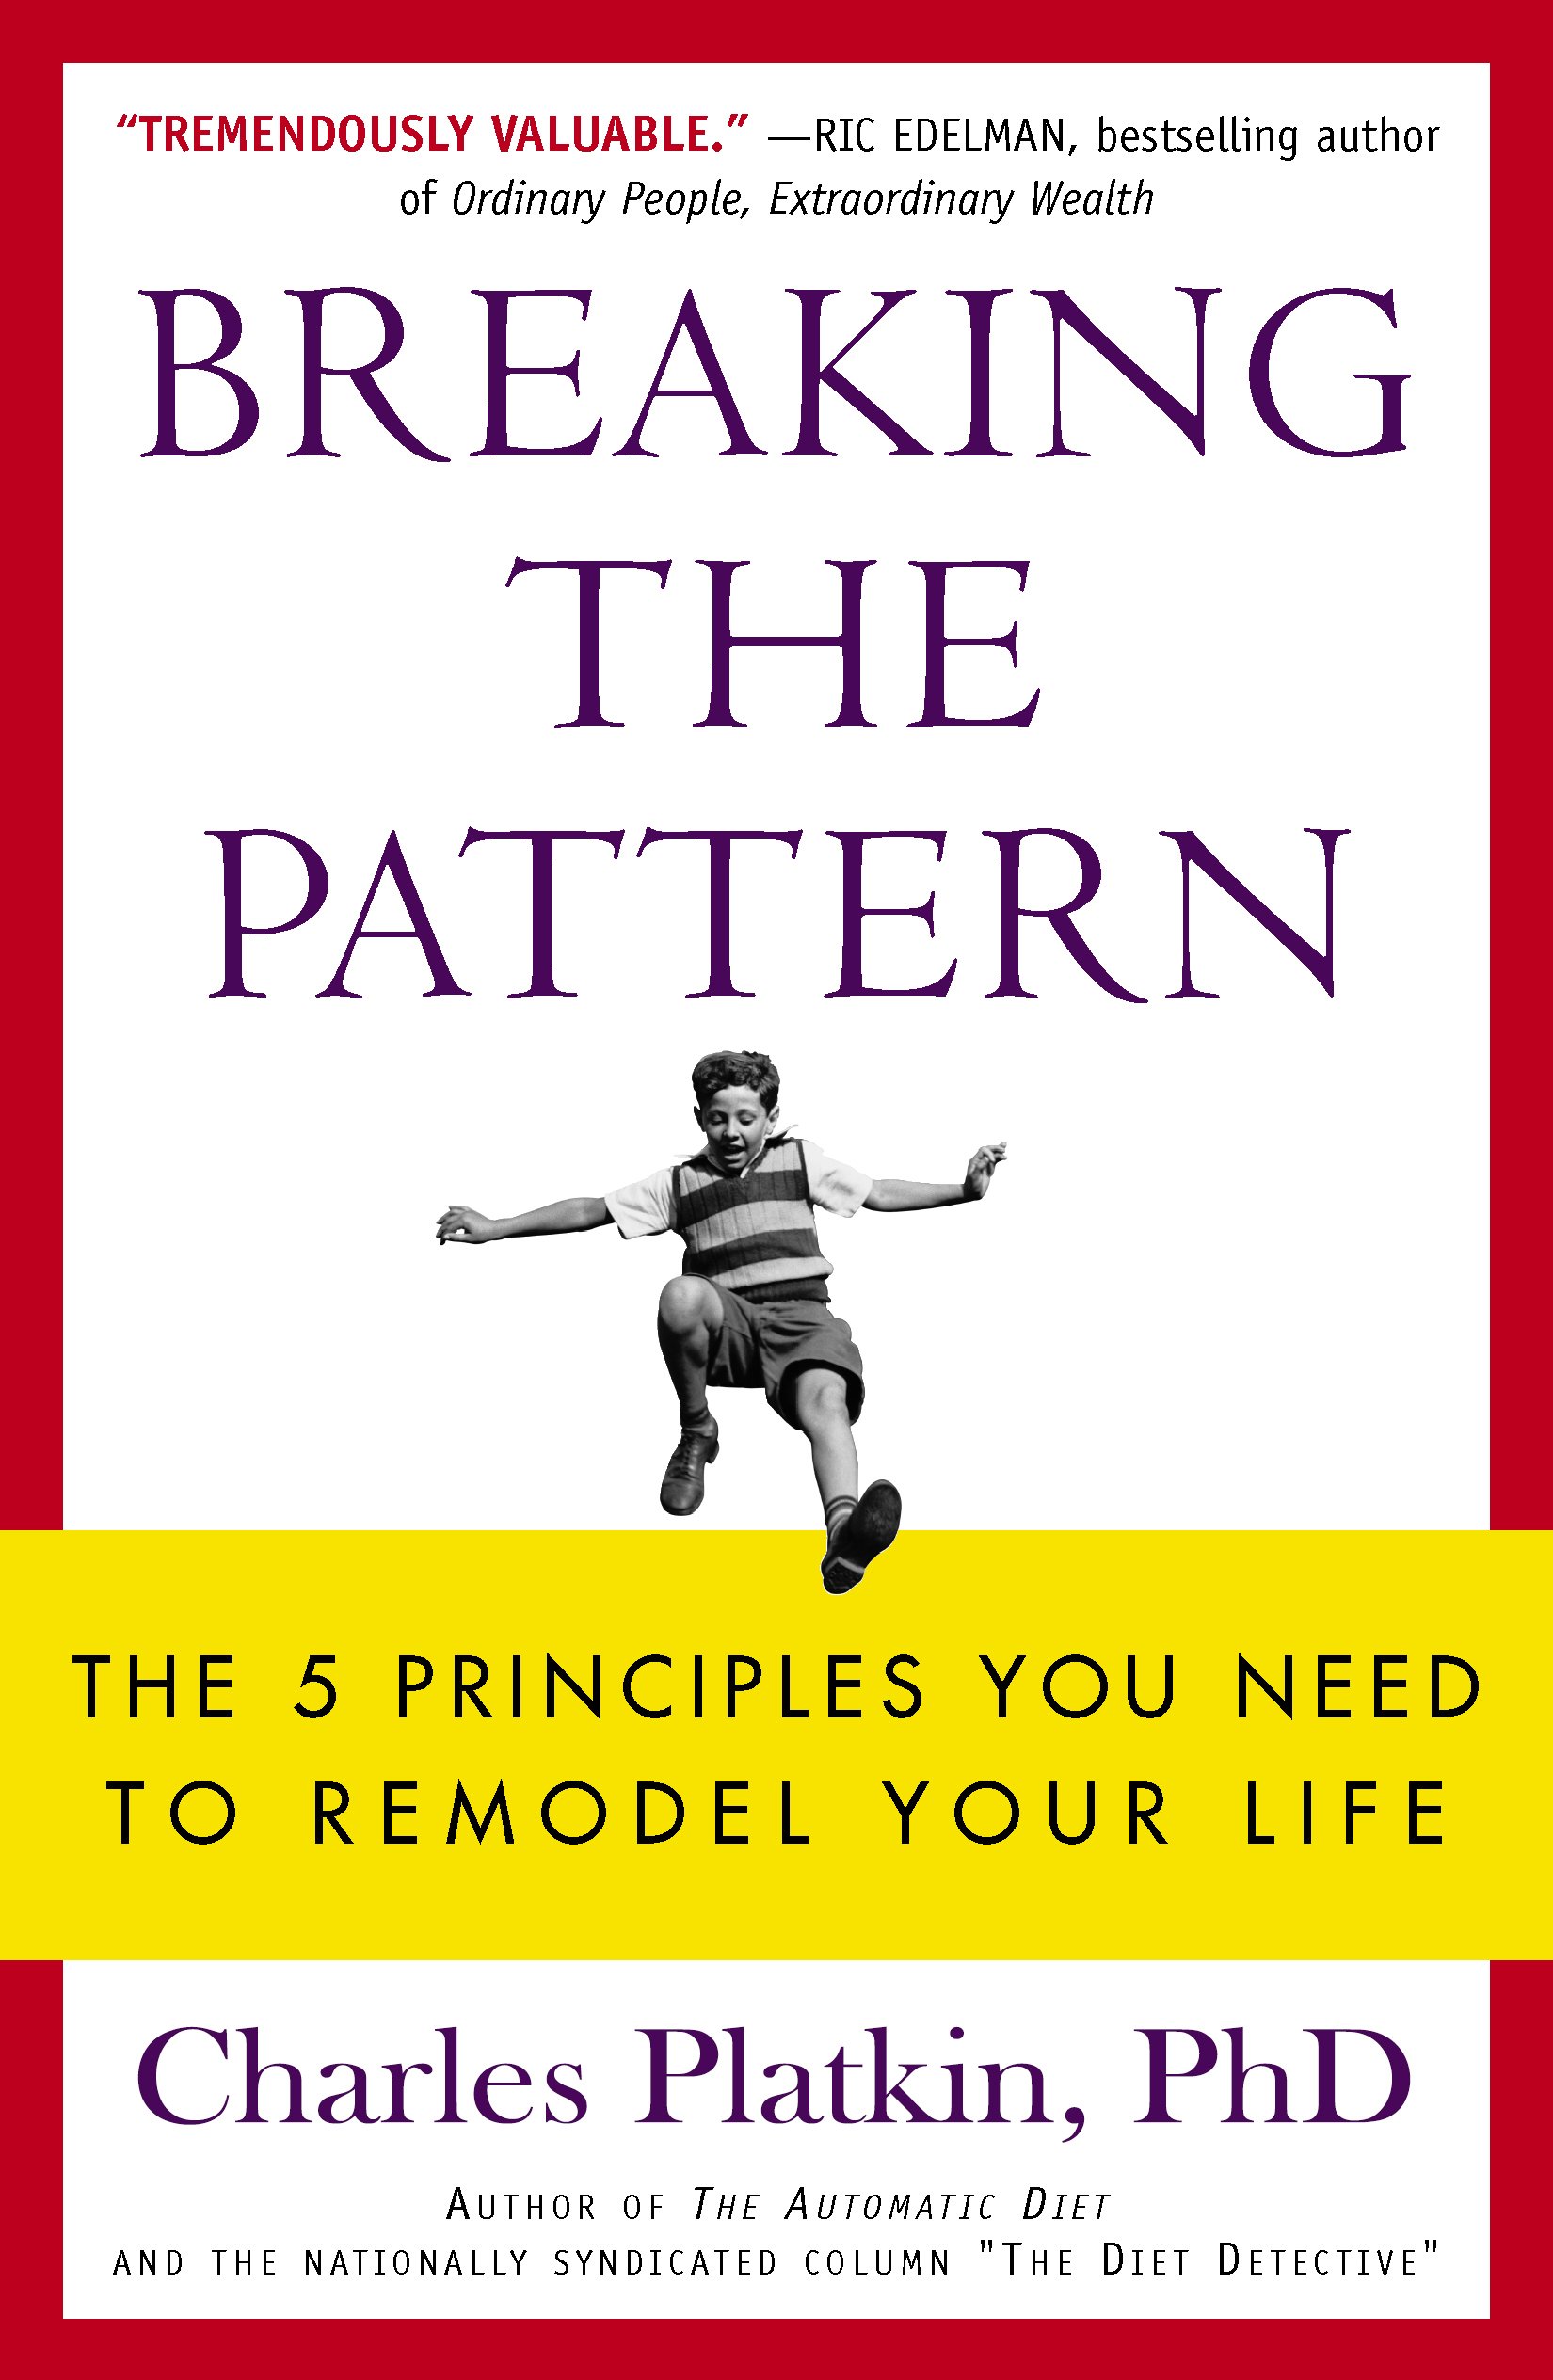 “TREMENDOUSLY VALUABLE.” —RIC EDELMAN, bestselling author
of Ordinary People, Extraordinary Wealth
BREAKING
THE
PATTERN
THE 5 PRINCIPLES YOU NEED
TO REMODEL YOUR LIFE
Charles Platkin, PhD
AUTHOR OF THE AUTOMATIC DIET
AND THE NATIONALLY SYNDICATED COLUMN "THE DIET DETECTIVE"